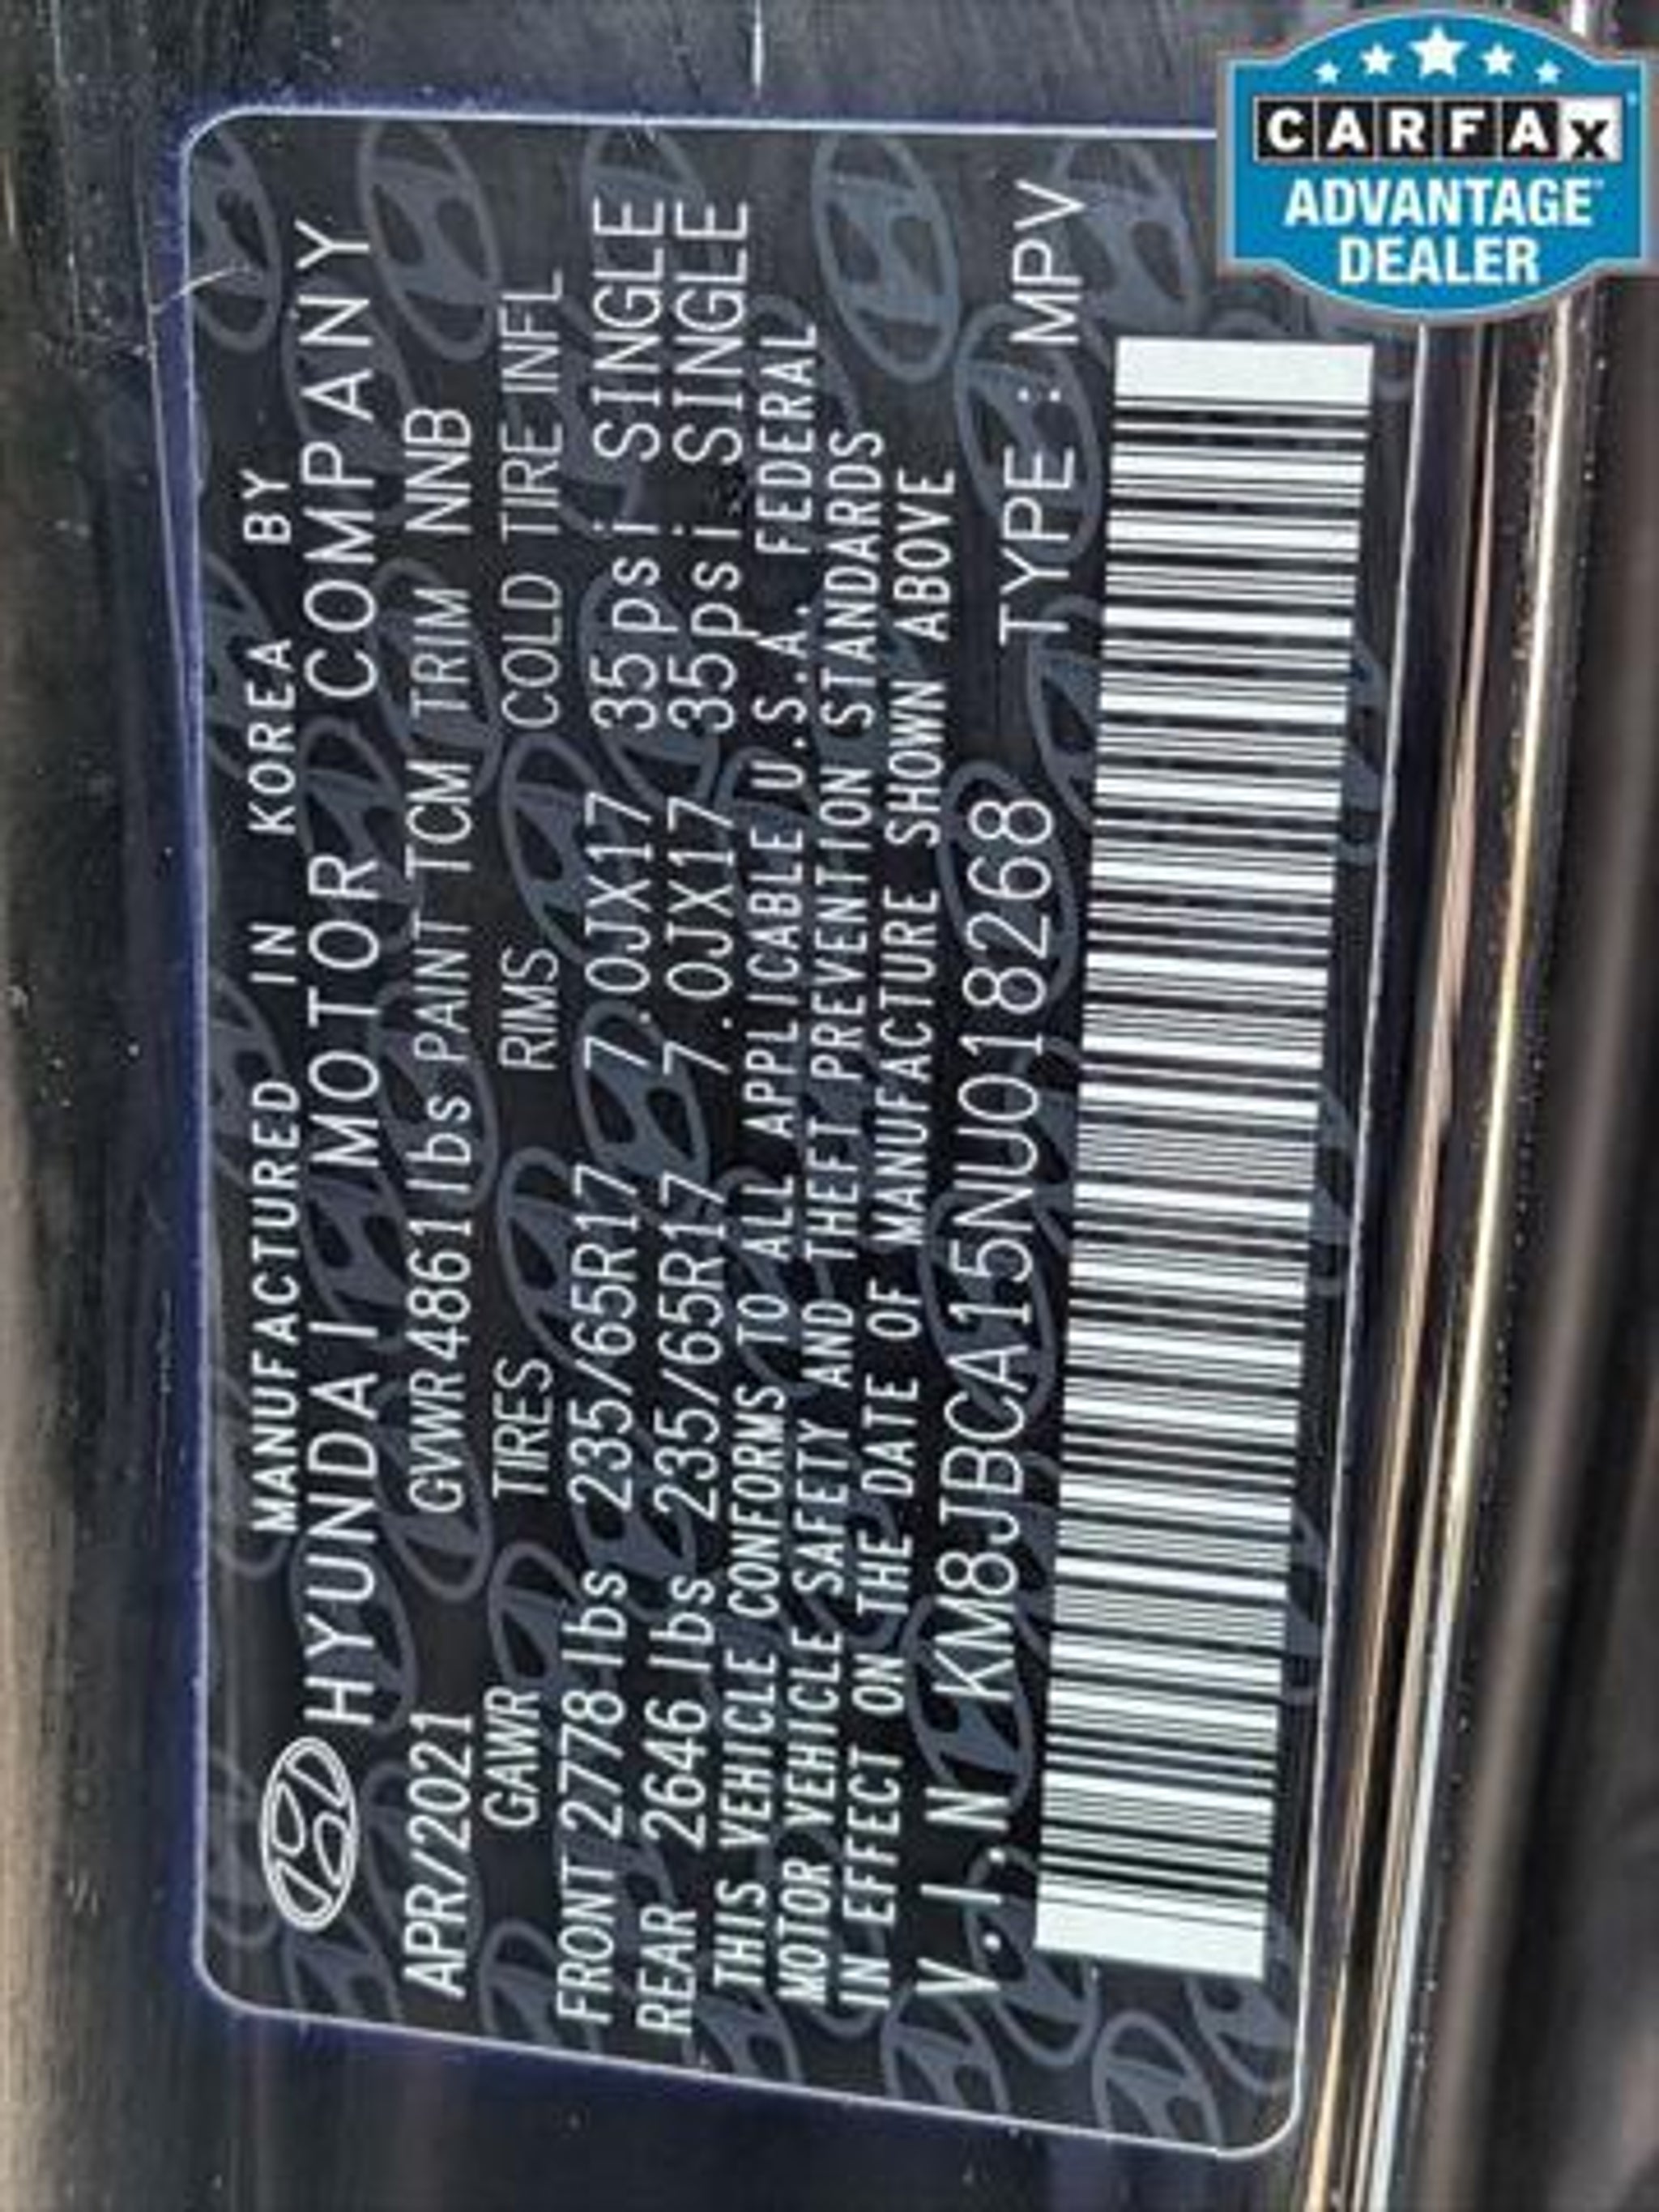 MANUFACTURED IN KOREA BY
HYUNDAI MOTOR COMPANY
APR/2021 GVWR 4861 lbs PAINT TCM TRIM NNB
GAWR TIRES RIMS COLD TIRE INFL
FRONT 2778 lbs 235/65R17 7.0JX17 35psi SINGLE
REAR 2646 lbs 235/65R17 7.0JX17 35psi SINGLE
THIS VEHICLE CONFORMS TO ALL APPLICABLE U.S.A. FEDERAL
MOTOR VEHICLE SAFETY AND THEFT PREVENTION STANDARDS
IN EFFECT ON THE DATE OF MANUFACTURE SHOWN ABOVE
V.I.N KM8JBCA15NU018268 TYPE : MPV
CARFAX
ADVANTAGE
DEALER